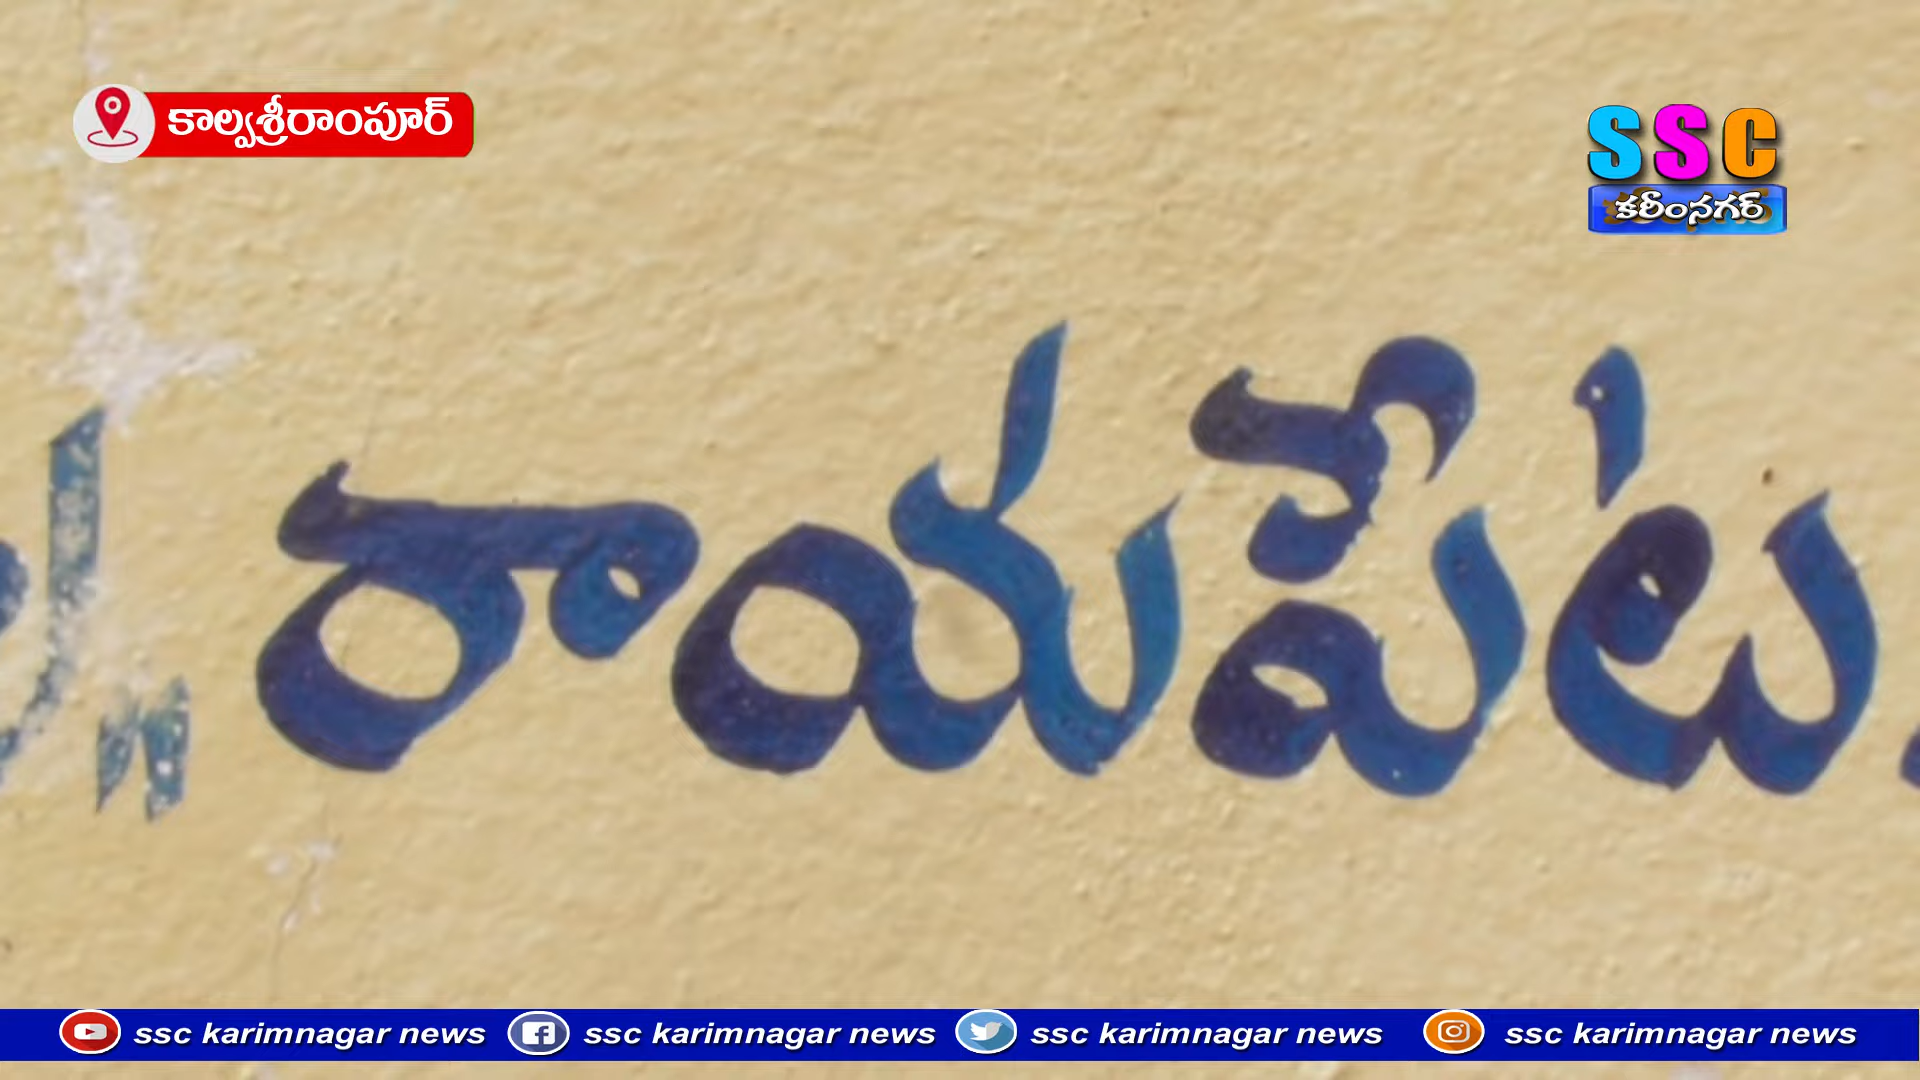 కాల్వశ్రీరాంపూర్
SSC
కరీంనగర్
రాయపేట
ssc karimnagar news ssc karimnagar news ssc karimnagar news ssc karimnagar news